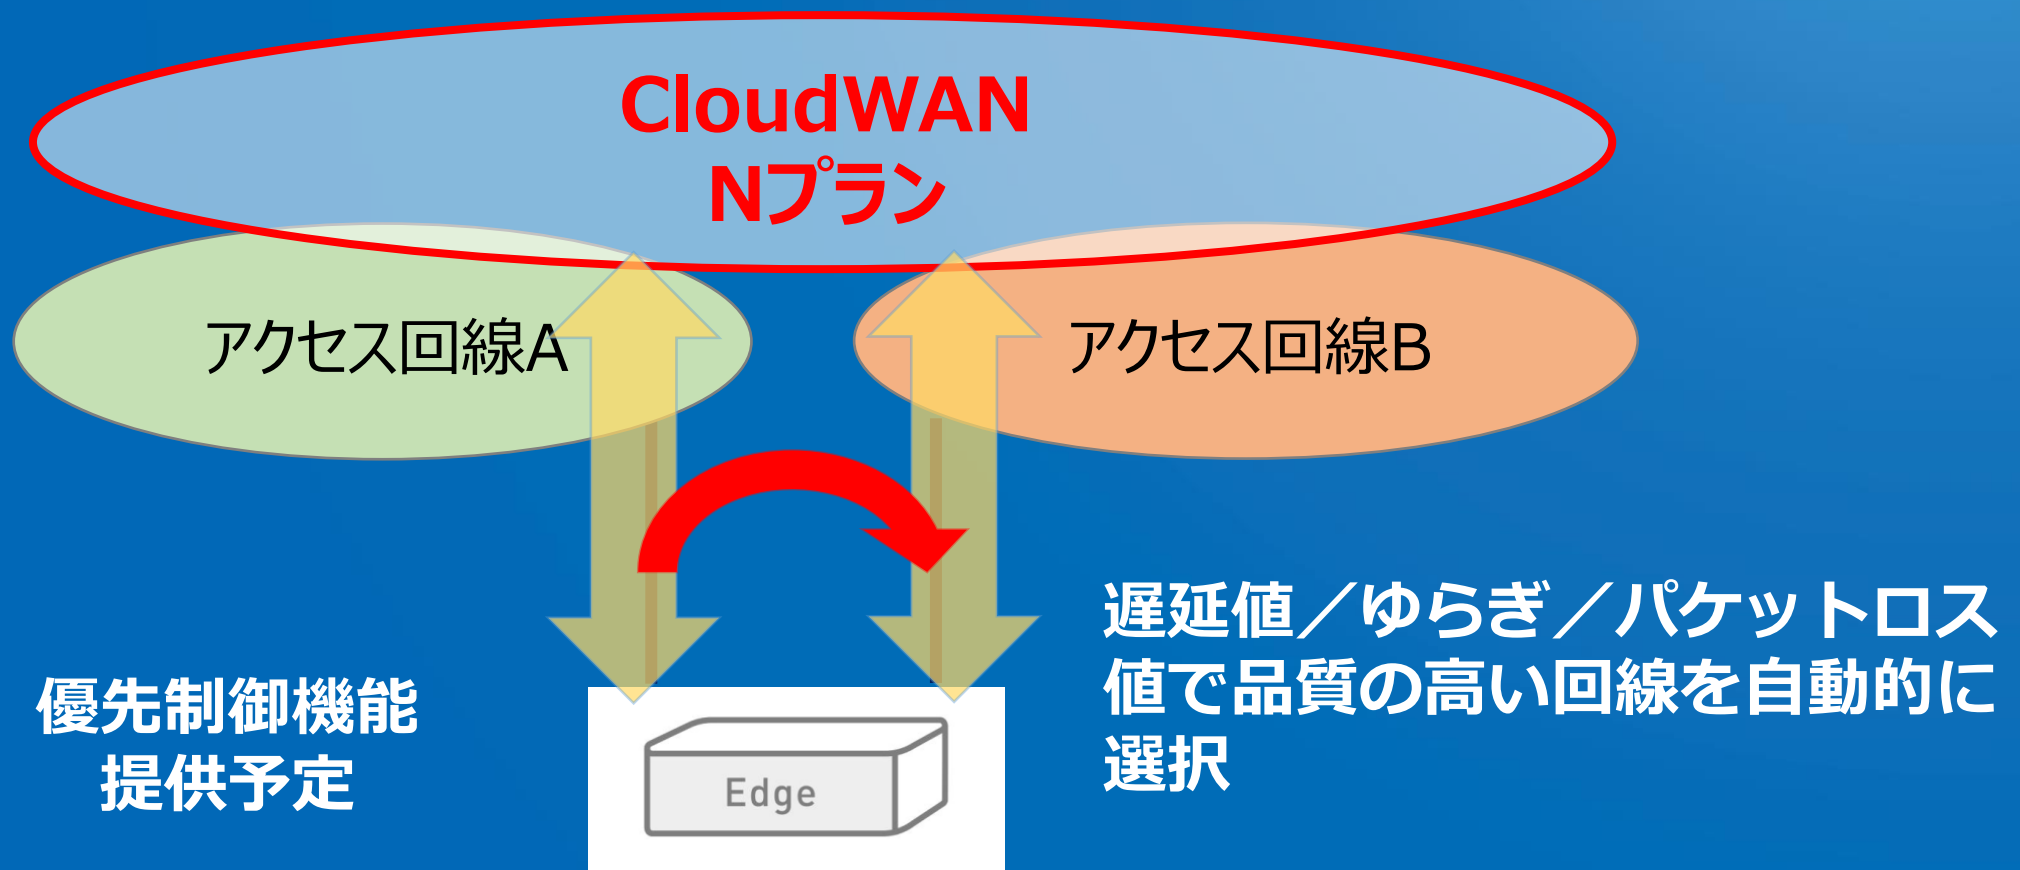 CloudWAN
Nプラン
アクセス回線A
アクセス回線B
遅延値／ゆらぎ／パケットロス
値で品質の高い回線を自動的に
選択
優先制御機能
提供予定
Edge